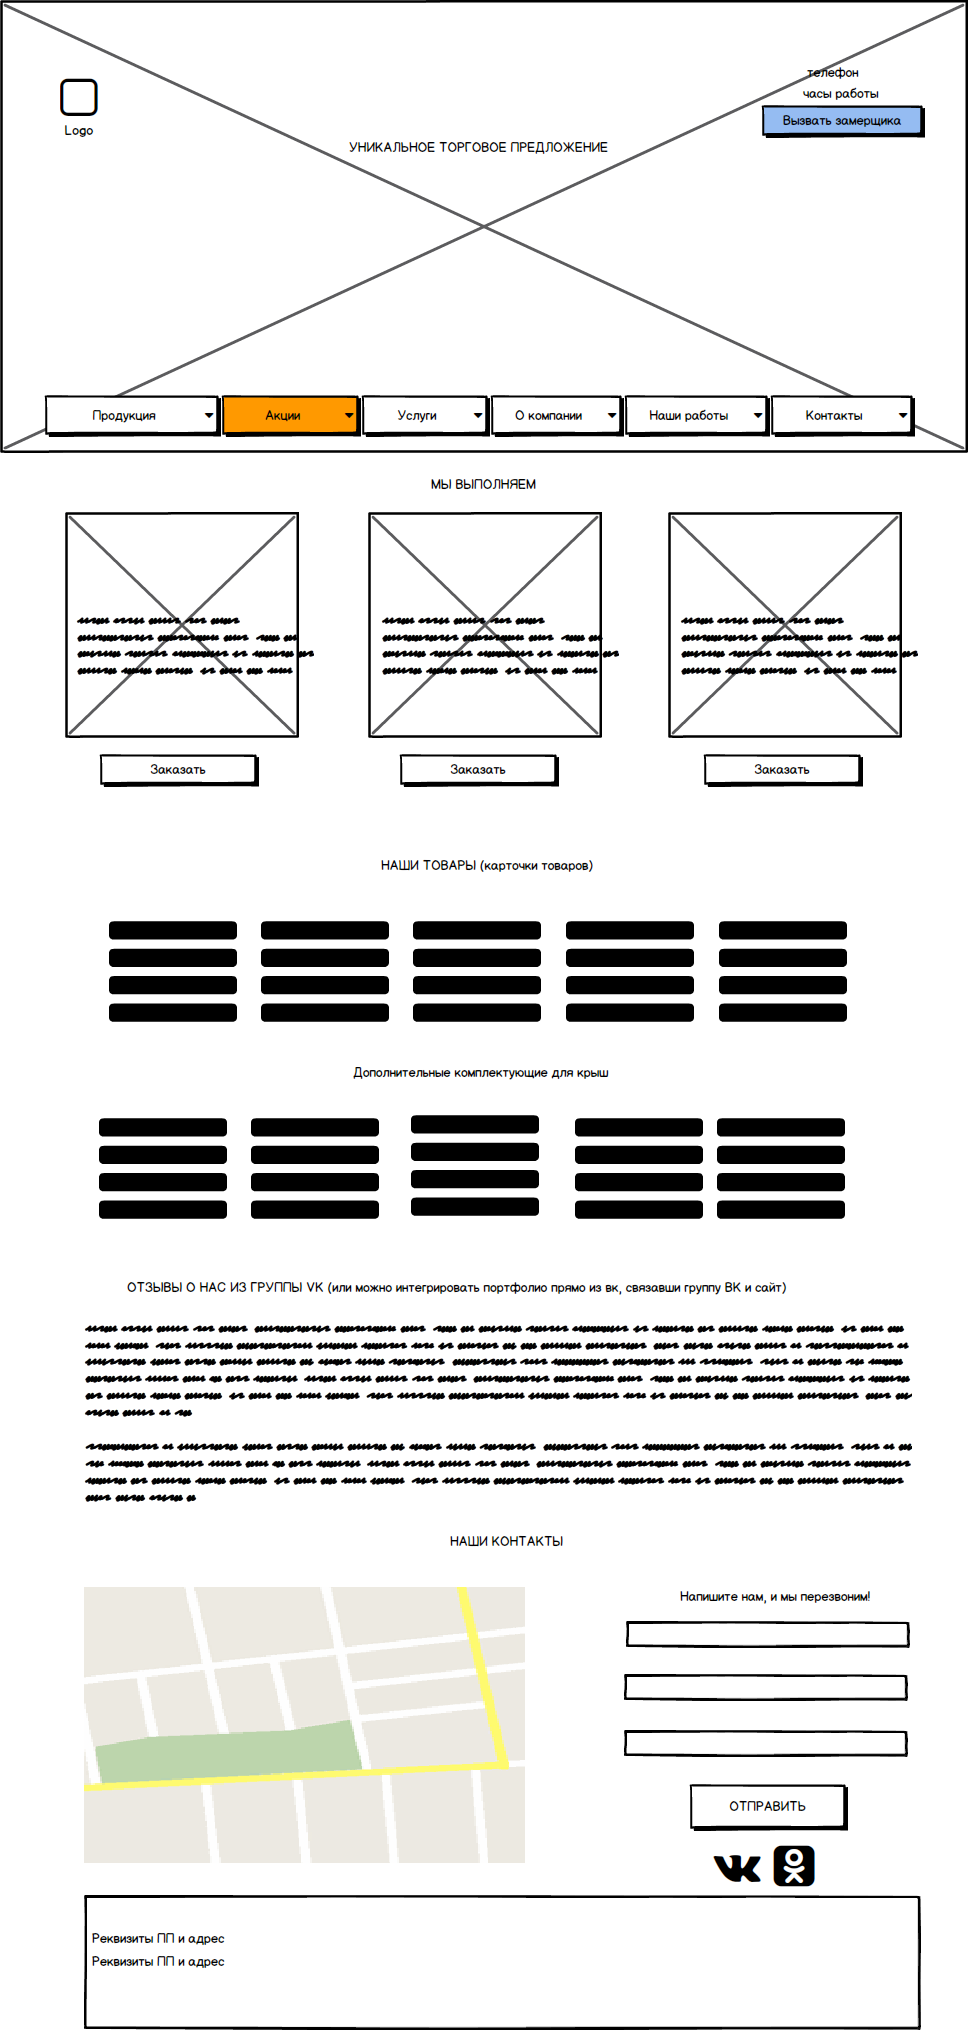 телефон
часы работы
Logo
Вызвать замерщика
УНИКАЛЬНОЕ ТОРГОВОЕ ПРЕДЛОЖЕНИЕ
Продукция
Акции
Услуги
О компании
Наши работы
Контакты
МЫ ВЫПОЛНЯЕМ
Заказать
Заказать
Заказать
НАШИ ТОВАРЫ (карточки товаров)
Дополнительные комплектующие для крыш
ОТЗЫВЫ О НАС ИЗ ГРУППЫ VK (или можно интегрировать портфолио прямо из вк, связавши группу ВК и сайт)
НАШИ КОНТАКТЫ
Напишите нам, и мы перезвоним!
ОТПРАВИТЬ
Реквизиты ПП и адрес
Реквизиты ПП и адрес